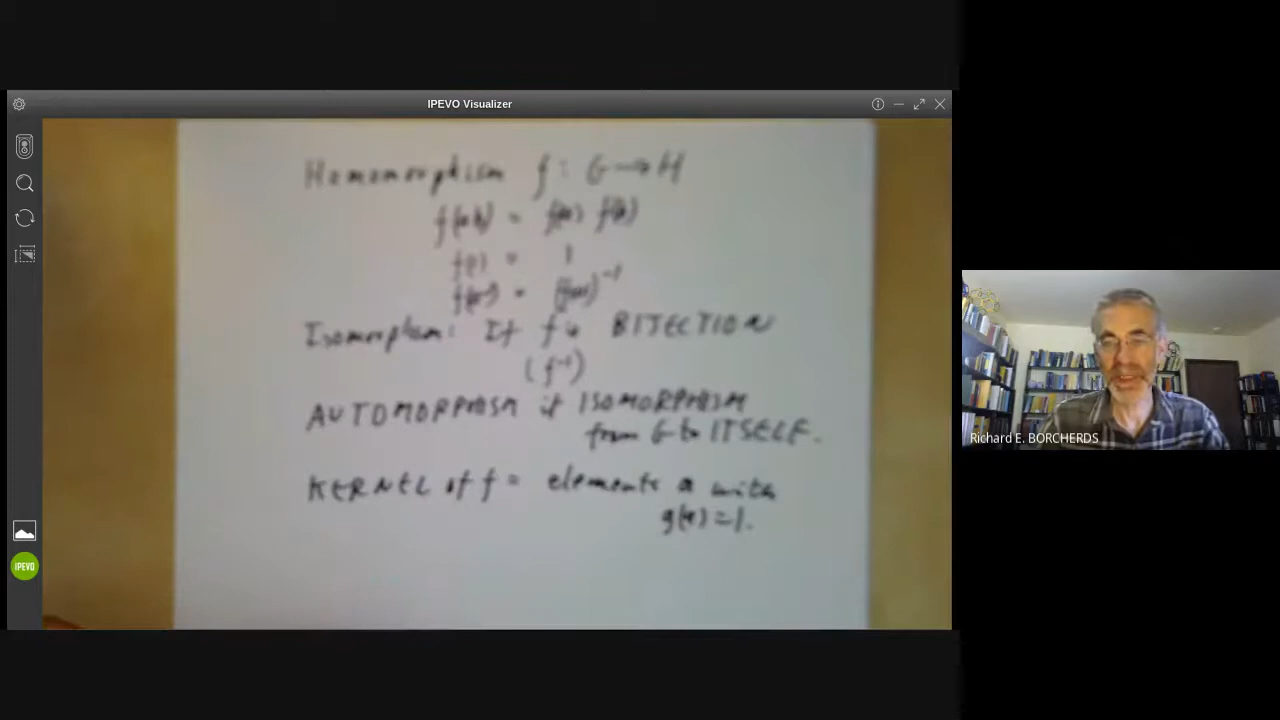 IPEVO Visualizer
Homomorphism f: G → H
f(ab) = f(a) f(b)
f(1) = 1
f(a⁻¹) = (f(a))⁻¹
Isomorphism: If f is BIJECTION
(f⁻¹)
AUTOMORPHISM if ISOMORPHISM
from G to ITSELF.
KERNEL of f = elements a with
g(a) = 1.
IPEVO
Richard E. BORCHERDS